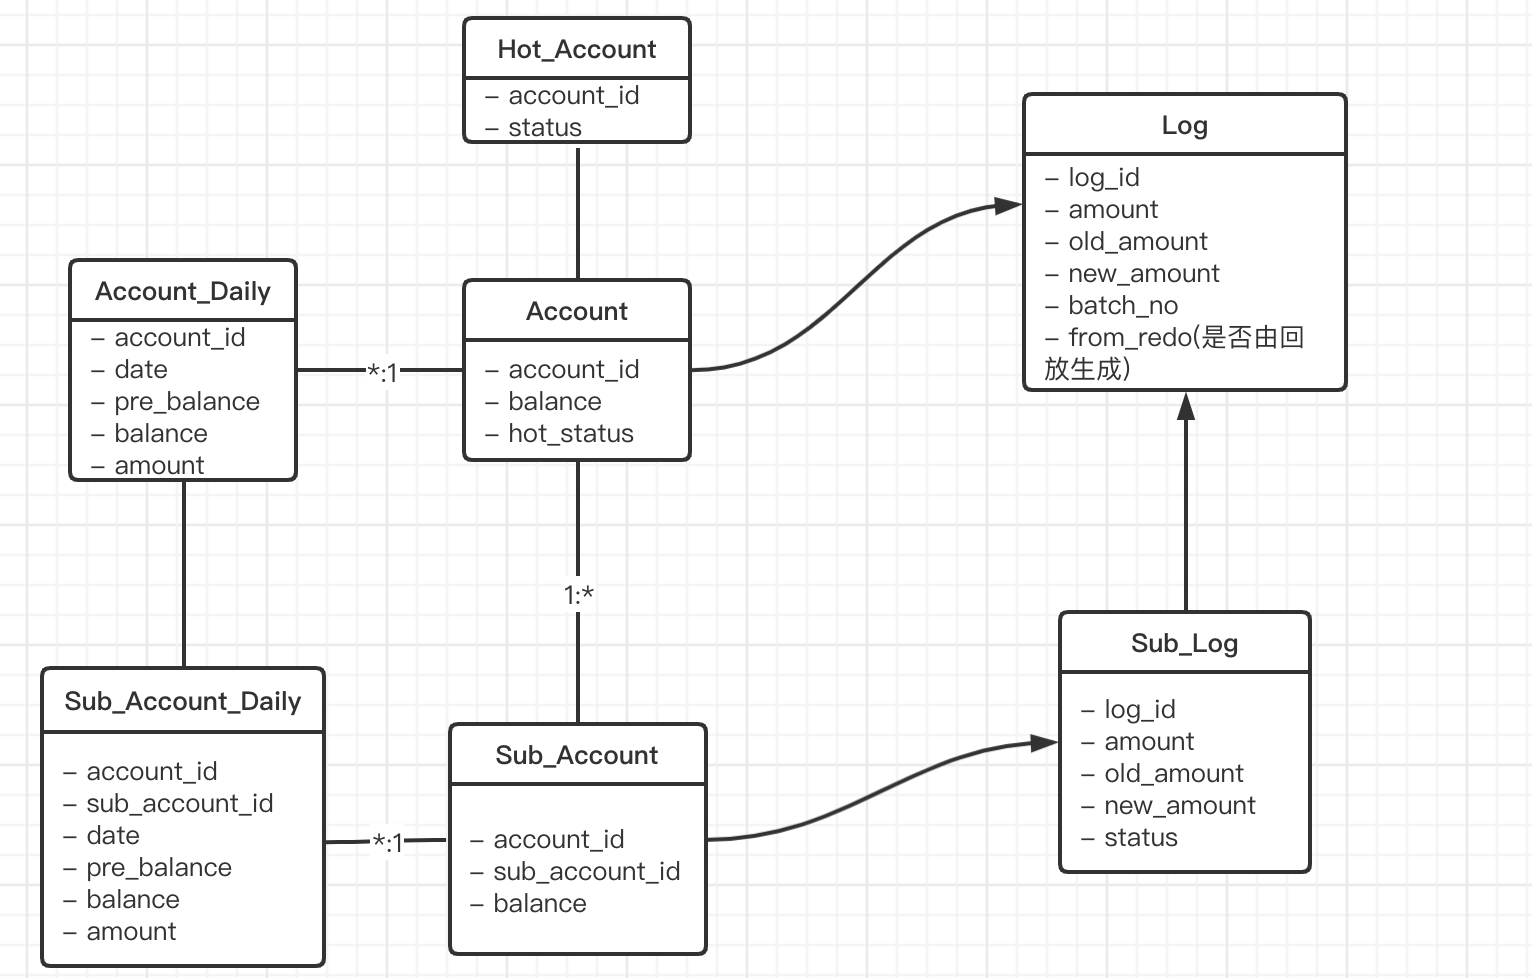 Hot_Account
– account_id
– status
Log
– log_id
– amount
– old_amount
– new_amount
– batch_no
– from_redo(是否由回
放生成)
Account_Daily
– account_id
– date
– pre_balance
– balance
– amount
*:1
Account
– account_id
– balance
– hot_status
1:*
Sub_Account_Daily
– account_id
– sub_account_id
– date
– pre_balance
– balance
– amount
*:1
Sub_Account
– account_id
– sub_account_id
– balance
Sub_Log
– log_id
– amount
– old_amount
– new_amount
– status